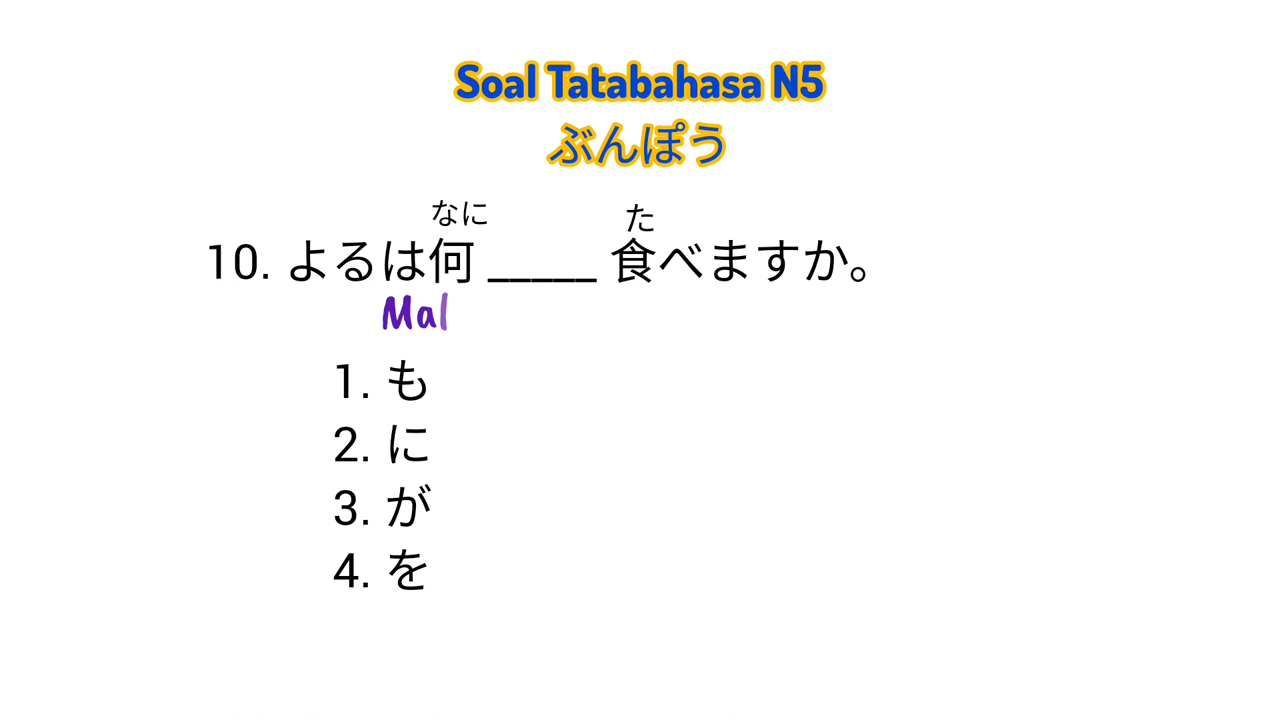 Soal Tatabahasa N5
ぶんぽう
なに た
10. よるは何 _____ 食べますか。
Mal
1. も
2. に
3. が
4. を